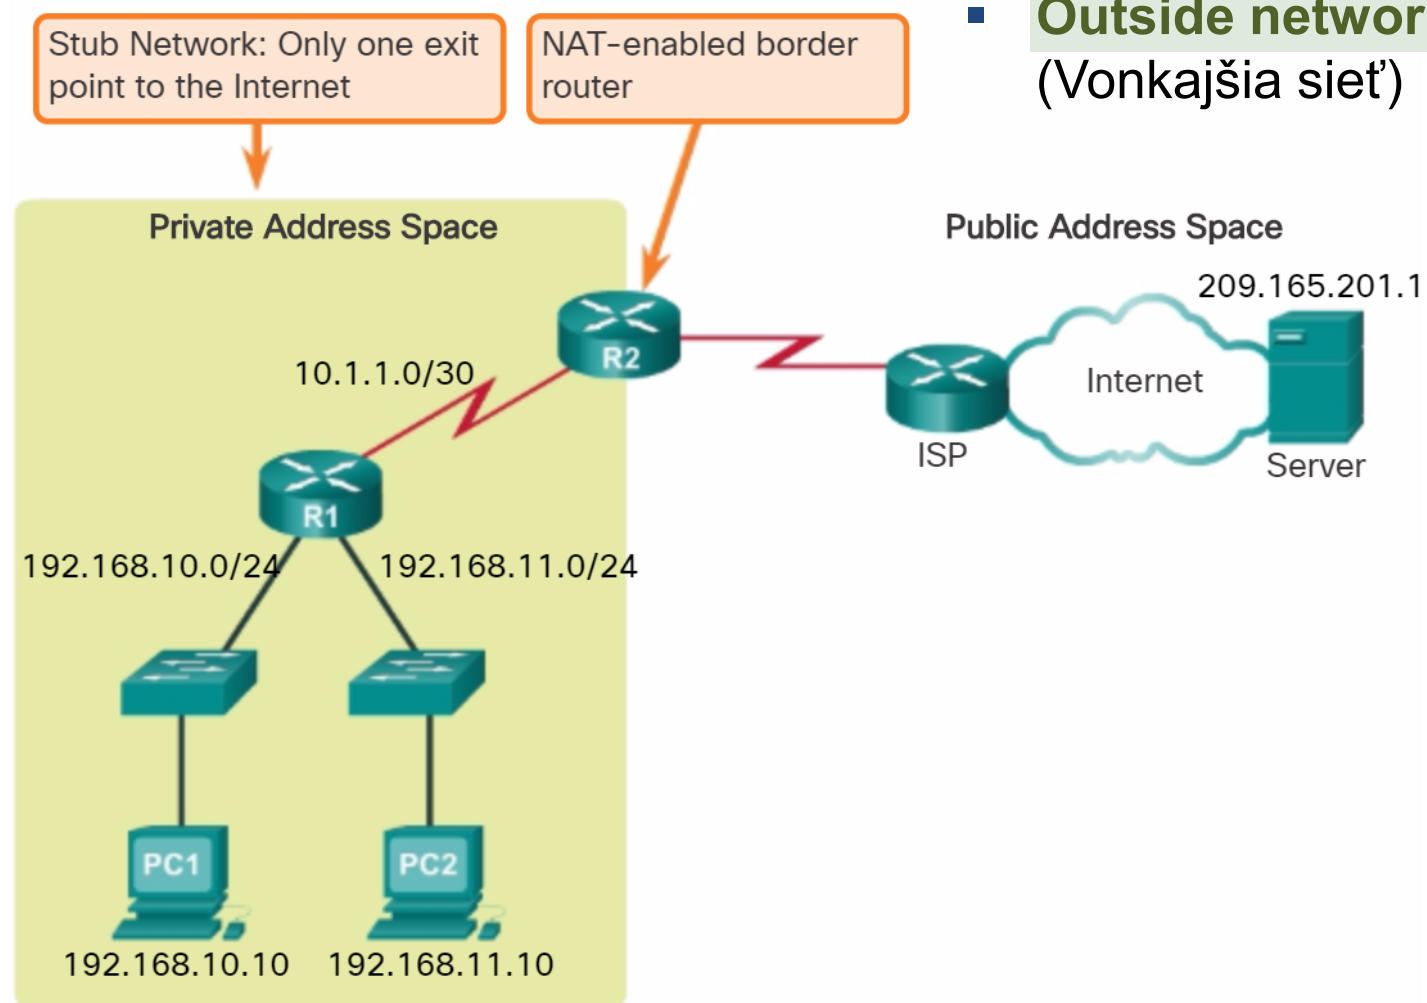 Stub Network: Only one exit
point to the Internet
NAT-enabled border
router
Outside networ
(Vonkajšia sieť)
Private Address Space
Public Address Space
209.165.201.1
R2
10.1.1.0/30
Internet
ISP
Server
R1
192.168.10.0/24
192.168.11.0/24
PC1
PC2
192.168.10.10
192.168.11.10